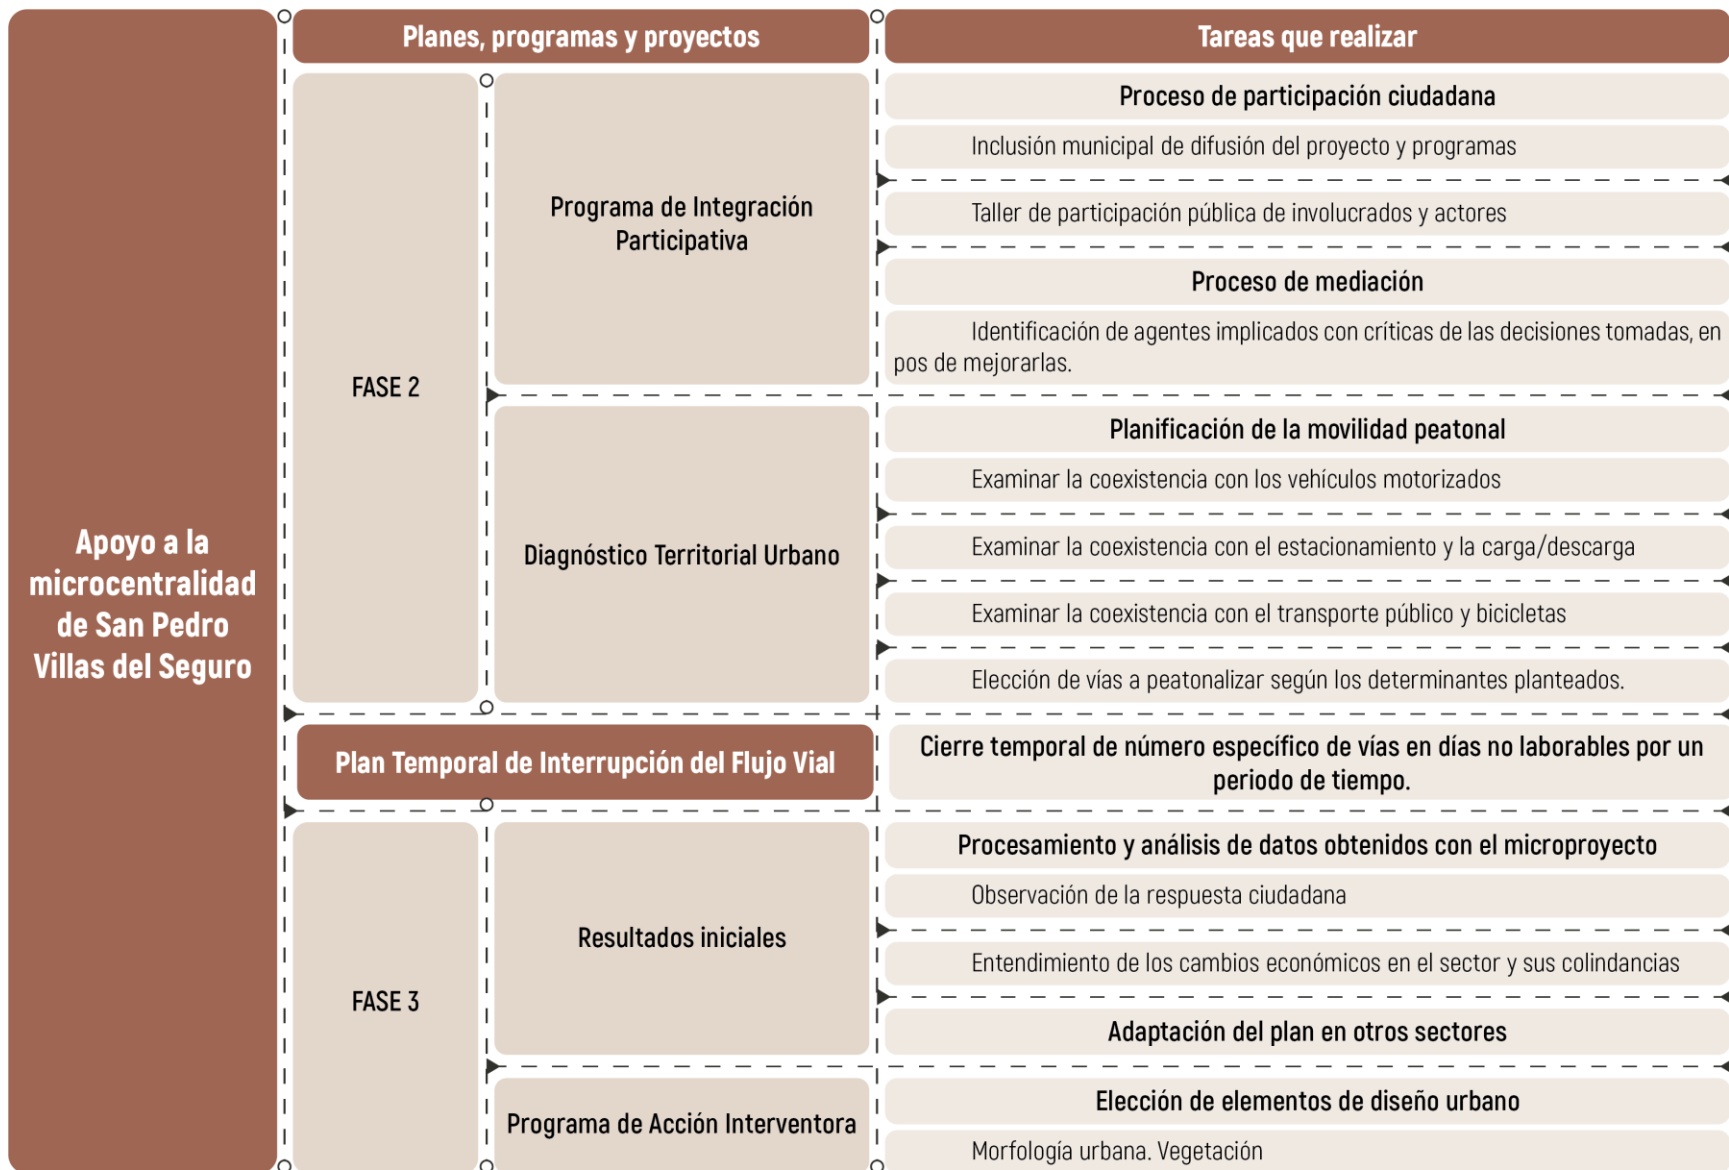 Planes, programas y proyectos
Tareas que realizar
Apoyo a la
microcentralidad
de San Pedro
Villas del Seguro
FASE 2
Programa de Integración
Participativa
Proceso de participación ciudadana
Inclusión municipal de difusión del proyecto y programas
Taller de participación pública de involucrados y actores
Proceso de mediación
Identificación de agentes implicados con críticas de las decisiones tomadas, en
pos de mejorarlas.
Diagnóstico Territorial Urbano
Planificación de la movilidad peatonal
Examinar la coexistencia con los vehículos motorizados
Examinar la coexistencia con el estacionamiento y la carga/descarga
Examinar la coexistencia con el transporte público y bicicletas
Elección de vías a peatonalizar según los determinantes planteados.
Plan Temporal de Interrupción del Flujo Vial
Cierre temporal de número específico de vías en días no laborables por un
periodo de tiempo.
FASE 3
Resultados iniciales
Procesamiento y análisis de datos obtenidos con el microproyecto
Observación de la respuesta ciudadana
Entendimiento de los cambios económicos en el sector y sus colindancias
Adaptación del plan en otros sectores
Programa de Acción Interventora
Elección de elementos de diseño urbano
Morfología urbana. Vegetación